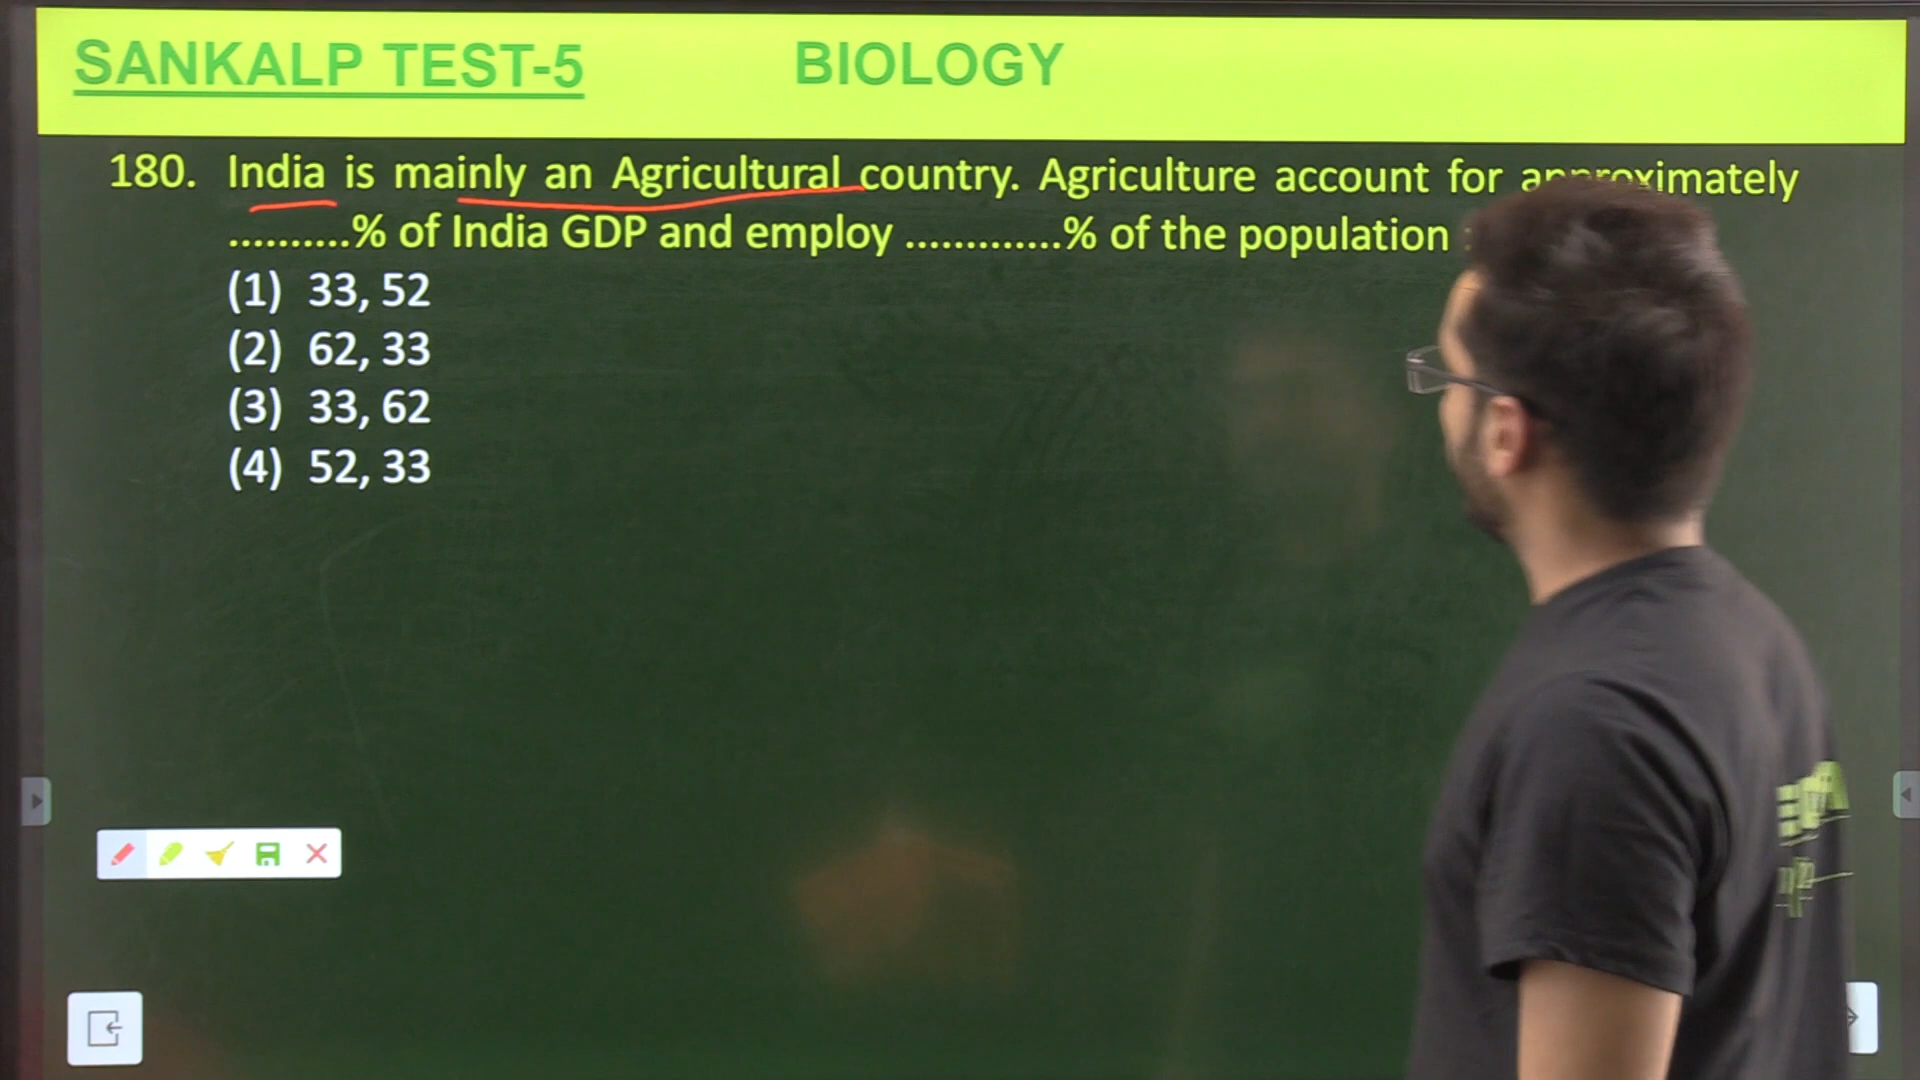 SANKALP TEST-5 BIOLOGY
180. India is mainly an Agricultural country. Agriculture account for approximately
..........% of India GDP and employ .............% of the population :
(1) 33, 52
(2) 62, 33
(3) 33, 62
(4) 52, 33